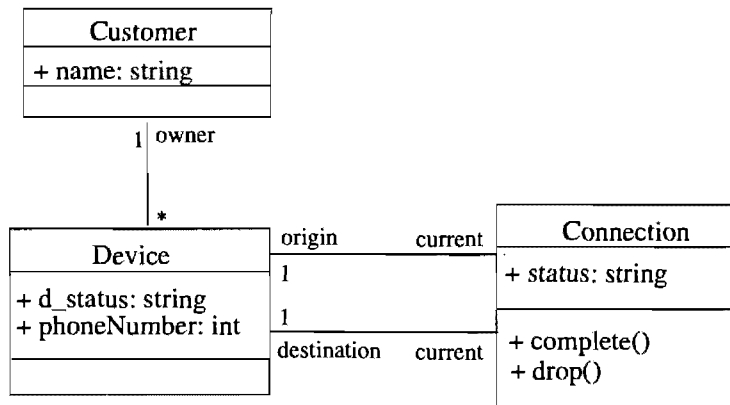 Customer
+ name: string
1 owner
*
Device
+ d_status: string
+ phoneNumber: int
origin current
1
1
destination current
Connection
+ status: string
+ complete()
+ drop()